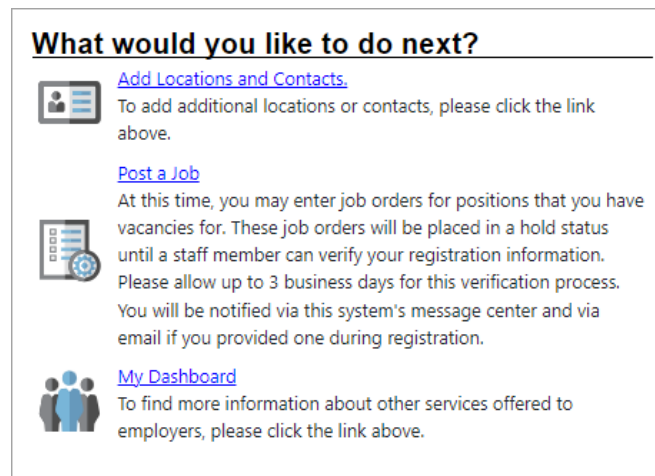 What would you like to do next?
Add Locations and Contacts.
To add additional locations or contacts, please click the link
above.
Post a Job
At this time, you may enter job orders for positions that you have
vacancies for. These job orders will be placed in a hold status
until a staff member can verify your registration information.
Please allow up to 3 business days for this verification process.
You will be notified via this system's message center and via
email if you provided one during registration.
My Dashboard
To find more information about other services offered to
employers, please click the link above.